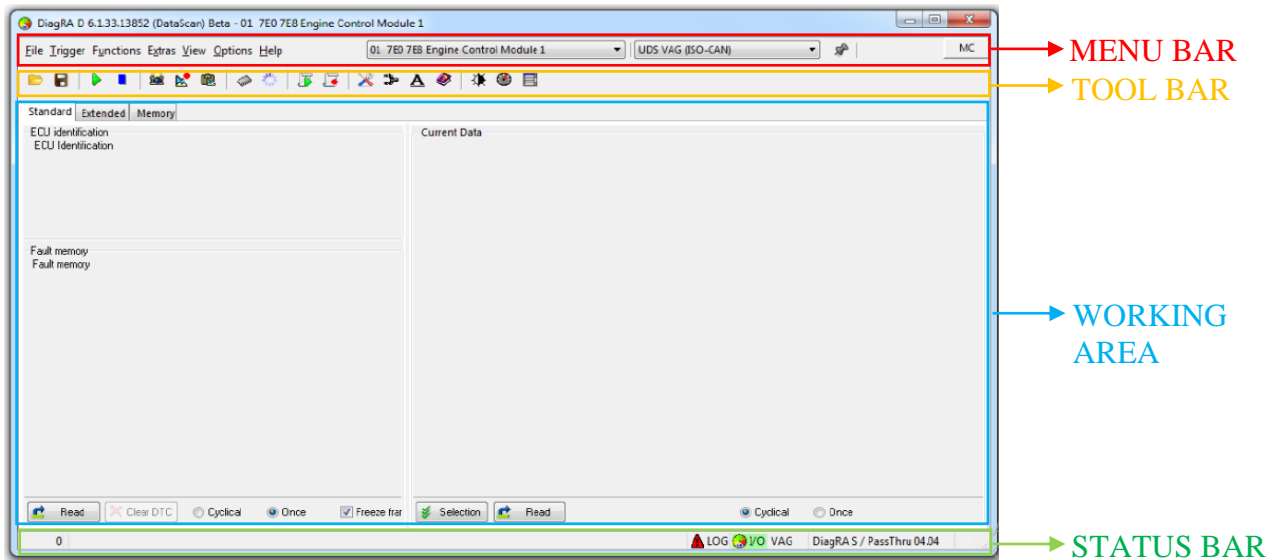 DiagRA D 6.1.33.13852 (DataScan) Beta - 01 7E0 7E8 Engine Control Module 1
File Trigger Functions Extras View Options Help
01 7E0 7E8 Engine Control Module 1
UDS VAG (ISO-CAN)
MC
MENU BAR
TOOL BAR
Standard Extended Memory
ECU identification
ECU Identification
Current Data
Fault memory
Fault memory
WORKING
AREA
Read Clear DTC Cyclical Once Freeze frar Selection Read Cyclical Once
0 LOG I/O VAG DiagRA S / PassThru 04.04
STATUS BAR